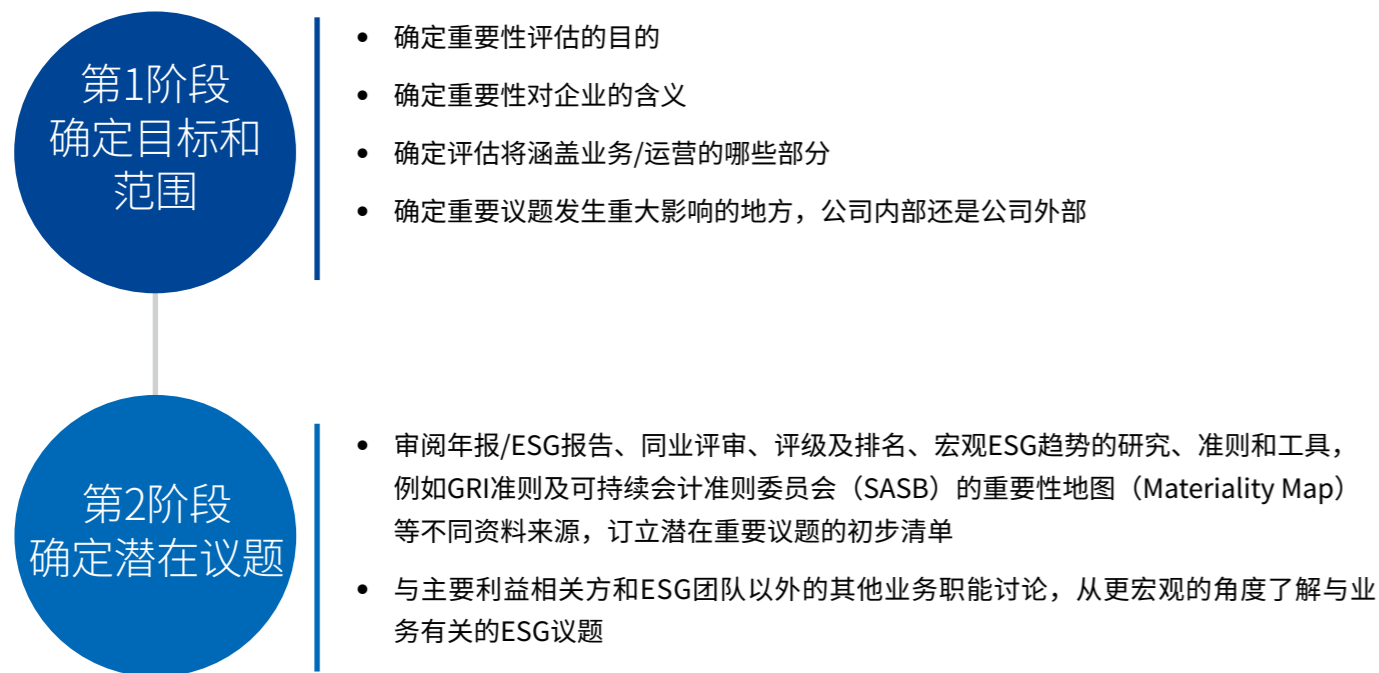 第1阶段
确定目标和
范围
• 确定重要性评估的目的
• 确定重要性对企业的含义
• 确定评估将涵盖业务/运营的哪些部分
• 确定重要议题发生重大影响的地方，公司内部还是公司外部
第2阶段
确定潜在议题
• 审阅年报/ESG报告、同业评审、评级及排名、宏观ESG趋势的研究、准则和工具，
例如GRI准则及可持续会计准则委员会（SASB）的重要性地图（Materiality Map）
等不同资料来源，订立潜在重要议题的初步清单
• 与主要利益相关方和ESG团队以外的其他业务职能讨论，从更宏观的角度了解与业
务有关的ESG议题